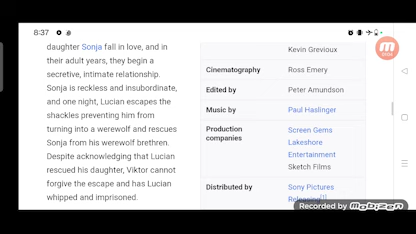 8:37
daughter Sonja fall in love, and in
their adult years, they begin a
secretive, intimate relationship.
Sonja is reckless and insubordinate,
and one night, Lucian escapes the
shackles preventing him from
turning into a werewolf and rescues
Sonja from his werewolf brethren.
Despite acknowledging that Lucian
rescued his daughter, Viktor cannot
forgive the escape and has Lucian
whipped and imprisoned.
Kevin Grevioux
Cinematography Ross Emery
Edited by Peter Amundson
Music by Paul Haslinger
Production Screen Gems
companies Lakeshore
Entertainment
Sketch Films
Distributed by Sony Pictures
Releasing[1]
Recorded by Mobizen